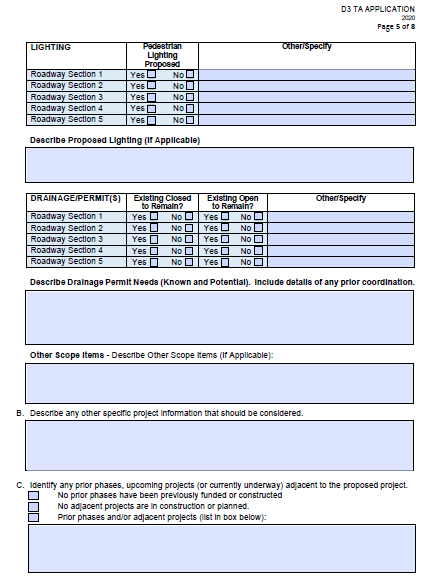 D3 TA APPLICATION
2020
Page 5 of 8
LIGHTING Pedestrian Lighting Proposed Other/Specify
Roadway Section 1 Yes No
Roadway Section 2 Yes No
Roadway Section 3 Yes No
Roadway Section 4 Yes No
Roadway Section 5 Yes No
Describe Proposed Lighting (If Applicable)
DRAINAGE/PERMIT(S) Existing Closed to Remain? Existing Open to Remain? Other/Specify
Roadway Section 1 Yes No Yes No
Roadway Section 2 Yes No Yes No
Roadway Section 3 Yes No Yes No
Roadway Section 4 Yes No Yes No
Roadway Section 5 Yes No Yes No
Describe Drainage Permit Needs (Known and Potential). Include details of any prior coordination.
Other Scope Items - Describe Other Scope Items (If Applicable):
B. Describe any other specific project information that should be considered.
C. Identify any prior phases, upcoming projects (or currently underway) adjacent to the proposed project.
No prior phases have been previously funded or constructed
No adjacent projects are in construction or planned.
Prior phases and/or adjacent projects (list in box below):